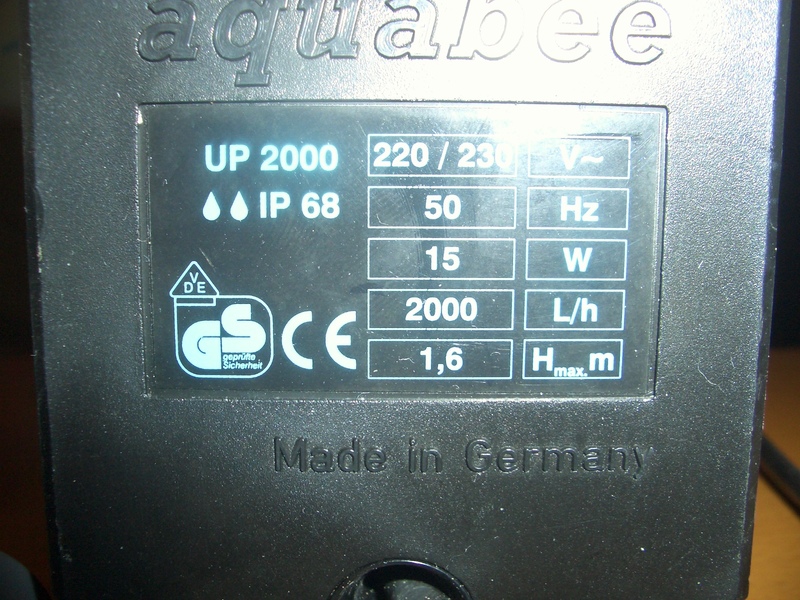 aquabee
UP 2000 220 / 230 V~
IP 68 50 Hz
15 W
2000 L/h
1,6 Hmax.m
VDE
GS geprüfte Sicherheit
CE
Made in Germany